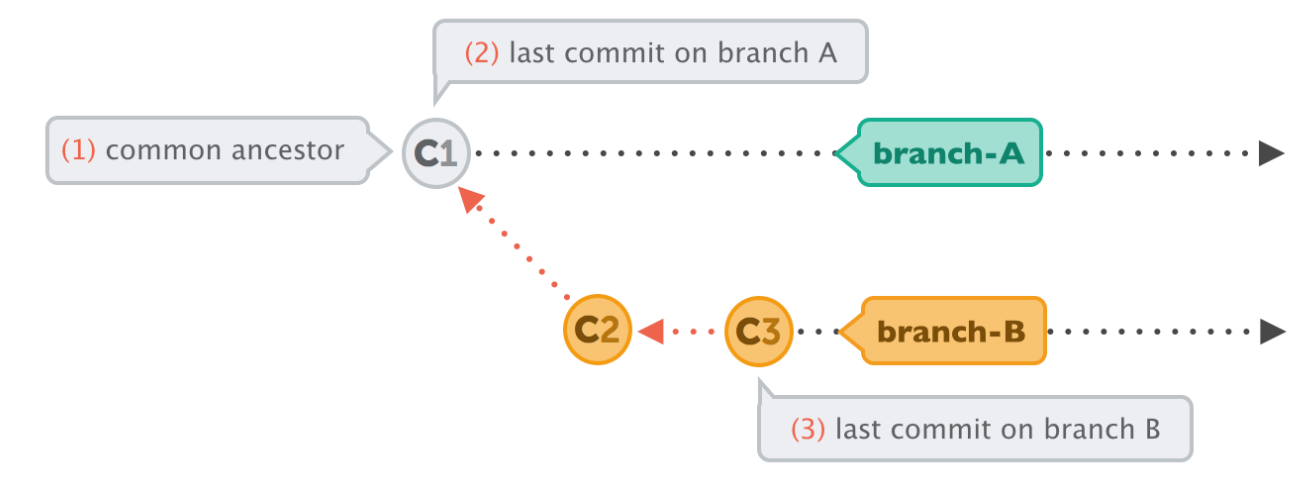 (2) last commit on branch A
(1) common ancestor
C1
branch-A
C2
C3
branch-B
(3) last commit on branch B